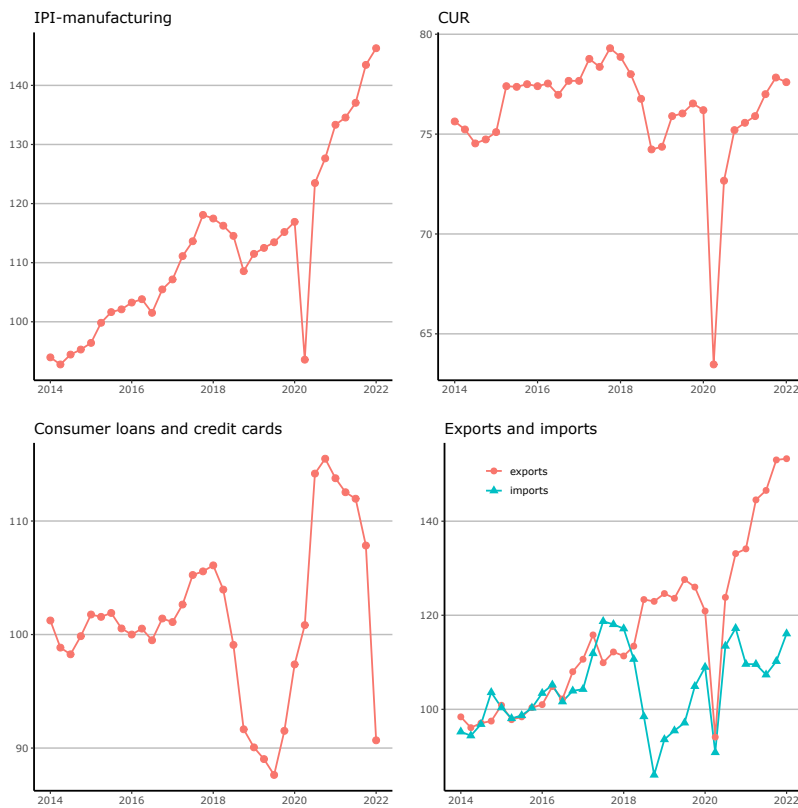 IPI-manufacturing
140
130
120
110
100
2014 2016 2018 2020 2022
CUR
80
75
70
65
2014 2016 2018 2020 2022
Consumer loans and credit cards
110
100
90
2014 2016 2018 2020 2022
Exports and imports
exports
imports
140
120
100
2014 2016 2018 2020 2022